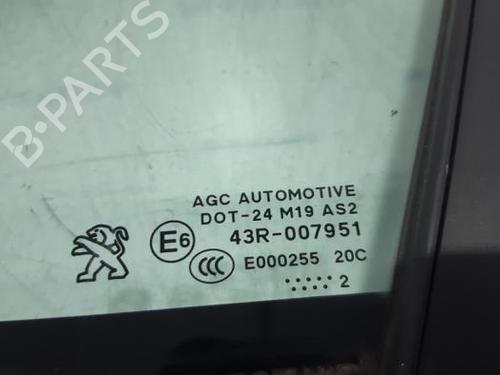 B-PARTS
AGC AUTOMOTIVE
DOT-24 M19 AS2
E6 43R-007951
CCC E000255 20C
2